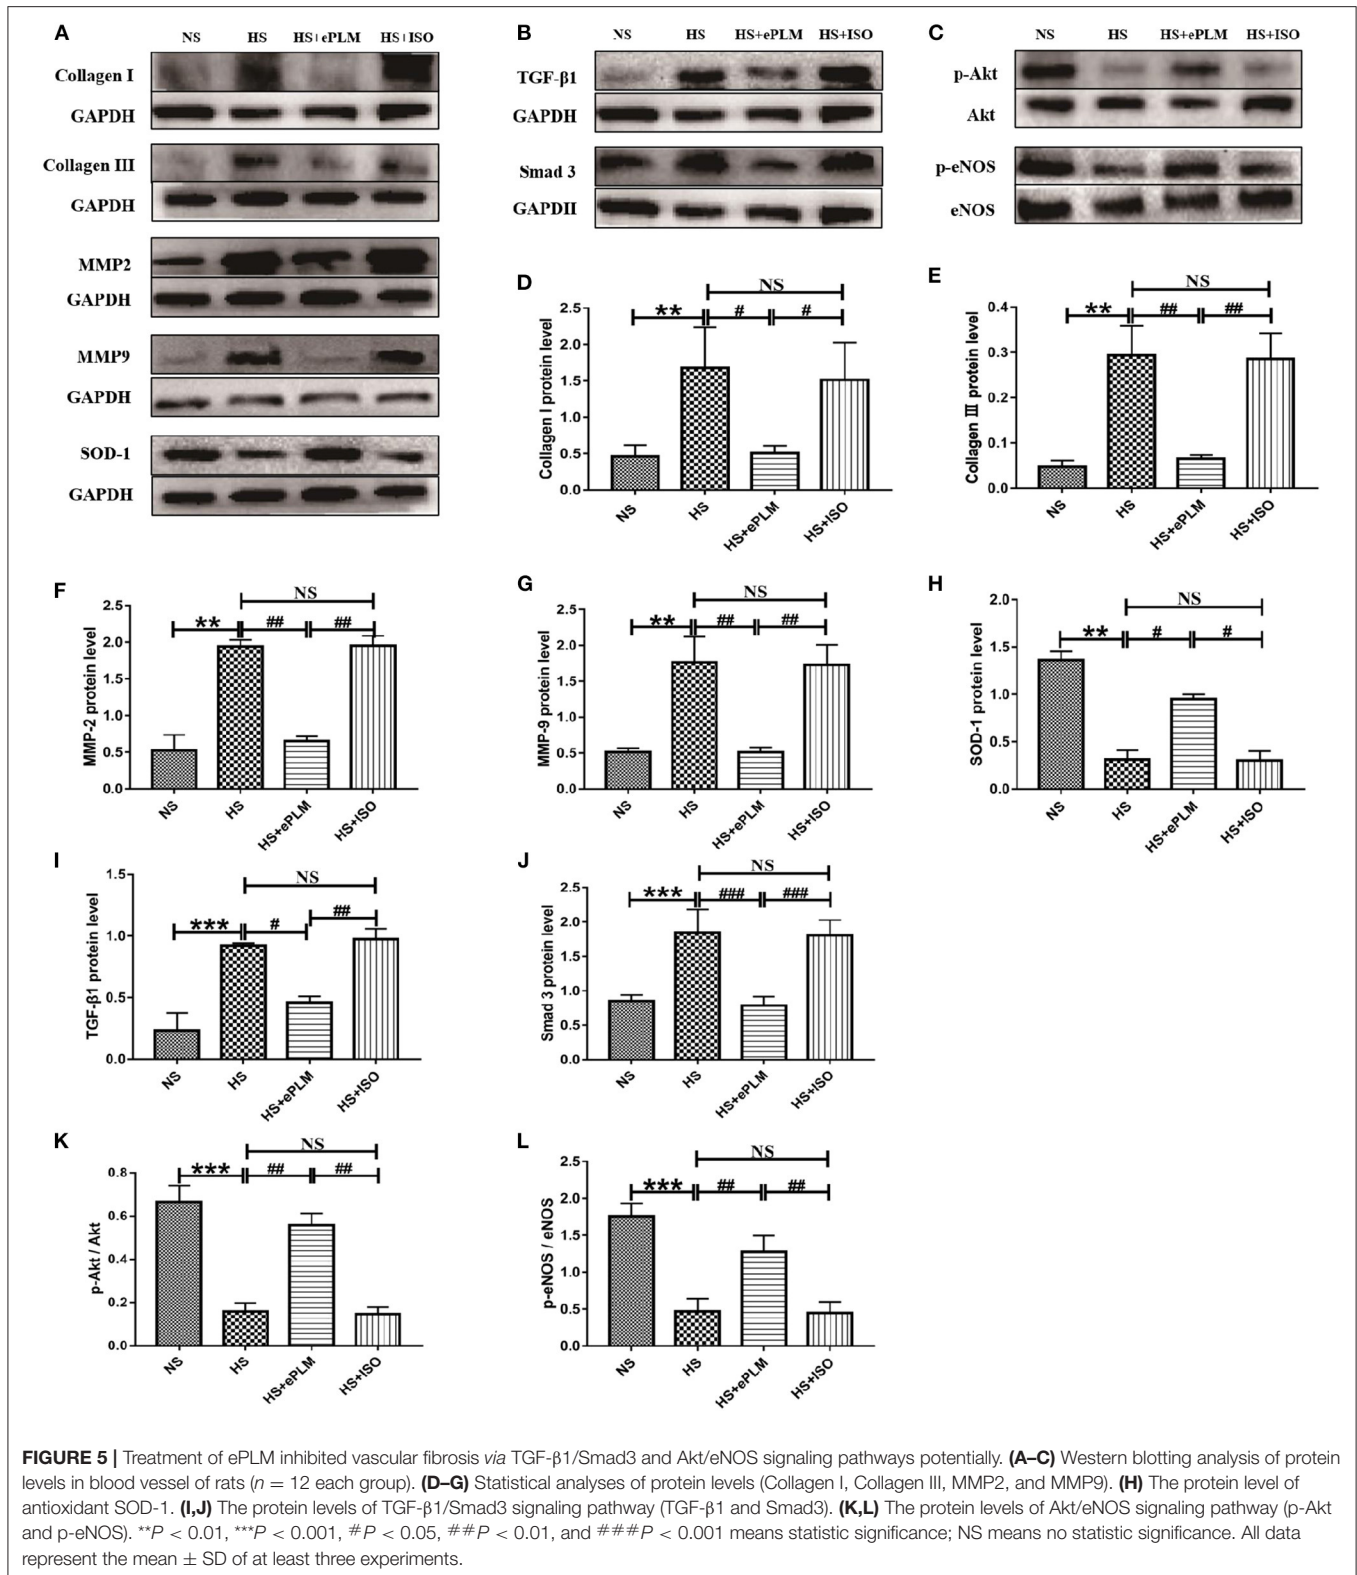 A
NS HS HS+ePLM HS+ISO
Collagen I
GAPDH
Collagen III
GAPDH
MMP2
GAPDH
MMP9
GAPDH
SOD-1
GAPDH
B
NS HS HS+ePLM HS+ISO
TGF-β1
GAPDH
Smad 3
GAPDH
C
NS HS HS+ePLM HS+ISO
p-Akt
Akt
p-eNOS
eNOS
D
Collagen I protein level
2.5
2.0
1.5
1.0
0.5
0.0
NS
** # #
NS HS HS+ePLM HS+ISO
E
Collagen III protein level
0.4
0.3
0.2
0.1
0.0
NS
** ## ##
NS HS HS+ePLM HS+ISO
F
MMP-2 protein level
2.5
2.0
1.5
1.0
0.5
0.0
NS
** ## ##
NS HS HS+ePLM HS+ISO
G
MMP-9 protein level
2.5
2.0
1.5
1.0
0.5
0.0
NS
** ## ##
NS HS HS+ePLM HS+ISO
H
SOD-1 protein level
2.0
1.5
1.0
0.5
0.0
NS
** # #
NS HS HS+ePLM HS+ISO
I
TGF-β1 protein level
1.5
1.0
0.5
0.0
NS
*** # ##
NS HS HS+ePLM HS+ISO
J
Smad 3 protein level
2.5
2.0
1.5
1.0
0.5
0.0
NS
*** ### ###
NS HS HS+ePLM HS+ISO
K
p-Akt / Akt
0.8
0.6
0.4
0.2
0.0
NS
*** ## ##
NS HS HS+ePLM HS+ISO
L
p-eNOS / eNOS
2.5
2.0
1.5
1.0
0.5
0.0
NS
*** ## ##
NS HS HS+ePLM HS+ISO
FIGURE 5 | Treatment of ePLM inhibited vascular fibrosis via TGF-β1/Smad3 and Akt/eNOS signaling pathways potentially. (A–C) Western blotting analysis of protein
levels in blood vessel of rats (n = 12 each group). (D–G) Statistical analyses of protein levels (Collagen I, Collagen III, MMP2, and MMP9). (H) The protein level of
antioxidant SOD-1. (I,J) The protein levels of TGF-β1/Smad3 signaling pathway (TGF-β1 and Smad3). (K,L) The protein levels of Akt/eNOS signaling pathway (p-Akt
and p-eNOS). **P < 0.01, ***P < 0.001, #P < 0.05, ##P < 0.01, and ###P < 0.001 means statistic significance; NS means no statistic significance. All data
represent the mean ± SD of at least three experiments.